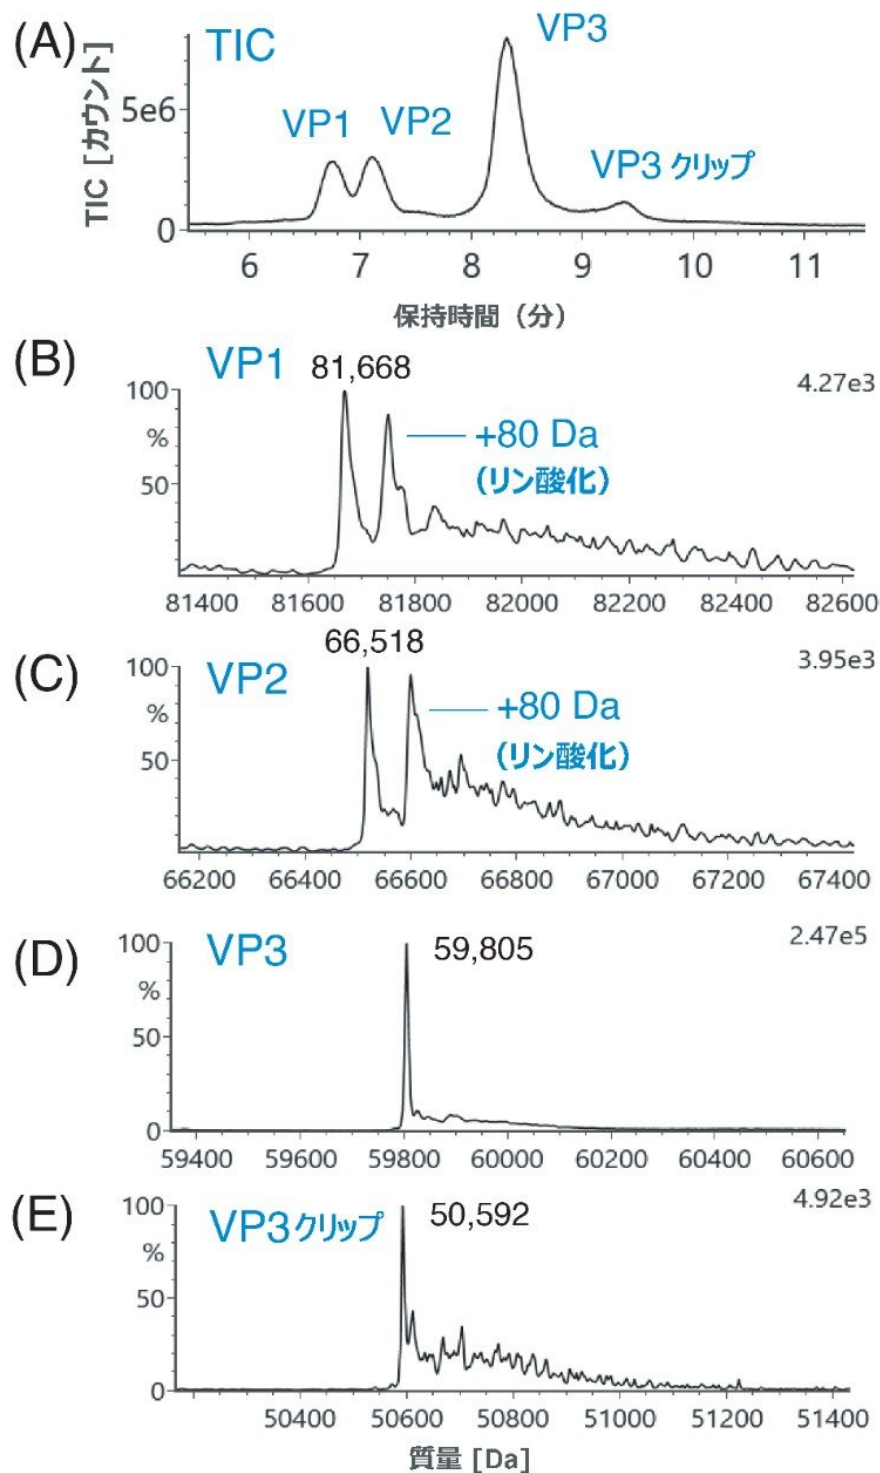 (A)
TIC
VP3
VP1
VP2
VP3 クリップ
TIC [カウント]
5e6
0
6 7 8 9 10 11
保持時間（分）
(B)
VP1
81,668
4.27e3
+80 Da
（リン酸化）
100
%
50
81400 81600 81800 82000 82200 82400 82600
(C)
VP2
66,518
3.95e3
+80 Da
（リン酸化）
100
%
50
66200 66400 66600 66800 67000 67200 67400
(D)
VP3
59,805
2.47e5
100
%
50
0
59400 59600 59800 60000 60200 60400 60600
(E)
VP3クリップ
50,592
4.92e3
100
%
50
0
50400 50600 50800 51000 51200 51400
質量 [Da]